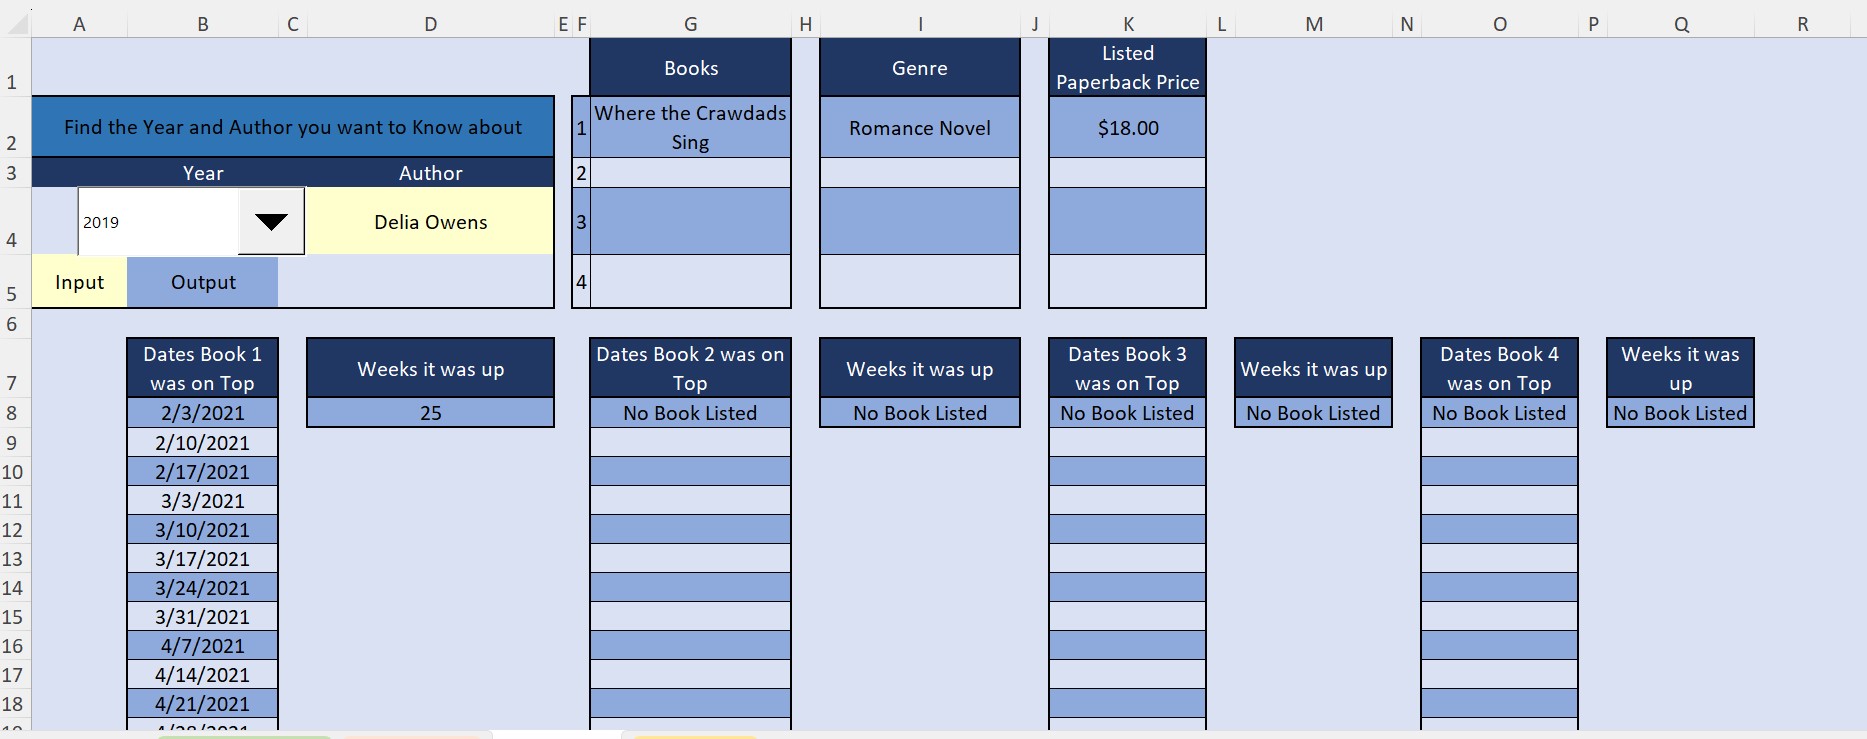 A B C D E F G H I J K L M N O P Q R
1 Books Genre Listed
Paperback Price
2 Find the Year and Author you want to Know about 1 Where the Crawdads
Sing Romance Novel $18.00
3 Year Author 2
4 2019 Delia Owens 3
5 Input Output 4
6
7 Dates Book 1
was on Top Weeks it was up Dates Book 2 was on
Top Weeks it was up Dates Book 3
was on Top Weeks it was up Dates Book 4
was on Top Weeks it was
up
8 2/3/2021 25 No Book Listed No Book Listed No Book Listed No Book Listed No Book Listed No Book Listed
9 2/10/2021
10 2/17/2021
11 3/3/2021
12 3/10/2021
13 3/17/2021
14 3/24/2021
15 3/31/2021
16 4/7/2021
17 4/14/2021
18 4/21/2021